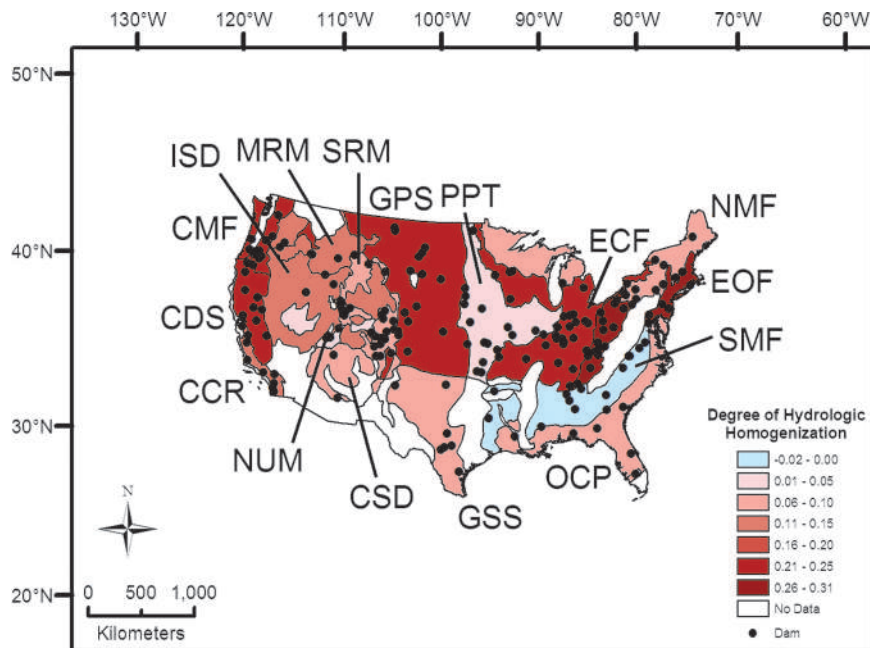 120°W 110°W 100°W 90°W 80°W 70°W 60°W
50°N
40°N
30°N
20°N
ISD MRM SRM
GPS PPT
NMF
CMF
ECF
EOF
CDS
SMF
CCR
NUM
CSD
GSS
OCP
N
0 500 1,000
Kilometers
Degree of Hydrologic
Homogenization
-0.02 - 0.00
0.01 - 0.05
0.06 - 0.10
0.11 - 0.15
0.16 - 0.20
0.21 - 0.25
0.26 - 0.31
No Data
Dam